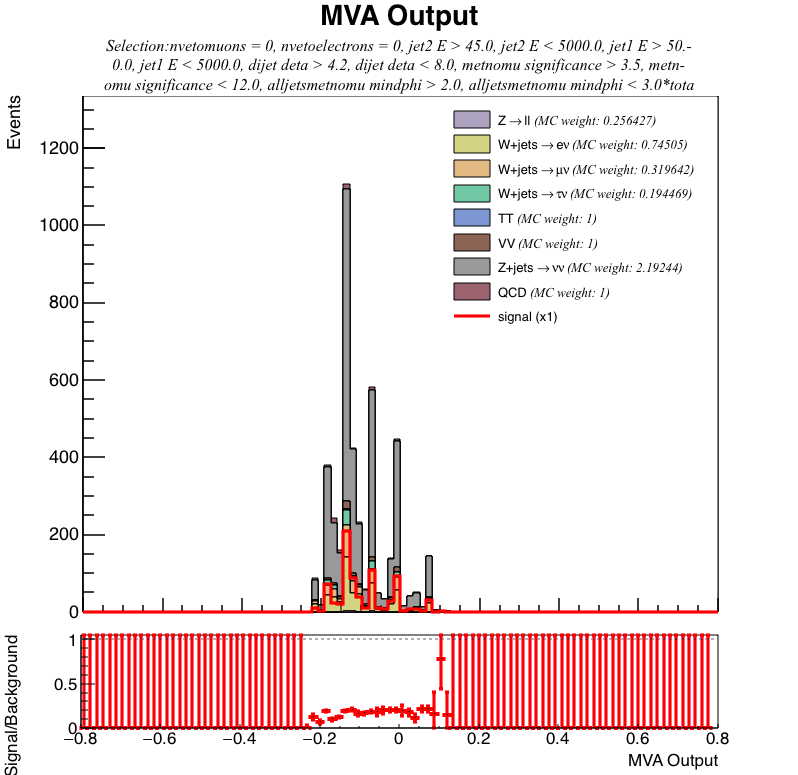 MVA Output
Selection:nvetomuons = 0, nvetoelectrons = 0, jet2 E > 45.0, jet2 E < 5000.0, jet1 E > 50.-
0.0, jet1 E < 5000.0, dijet deta > 4.2, dijet deta < 8.0, metnomu significance > 3.5, metn-
omu significance < 12.0, alljetsmetnomu mindphi > 2.0, alljetsmetnomu mindphi < 3.0*tota
Events
1200
1000
800
600
400
200
0
Z→ll (MC weight: 0.256427)
W+jets→eν (MC weight: 0.74505)
W+jets→μν (MC weight: 0.319642)
W+jets→τν (MC weight: 0.194469)
TT (MC weight: 1)
VV (MC weight: 1)
Z+jets→νν (MC weight: 2.19244)
QCD (MC weight: 1)
signal (x1)
Signal/Background
1
0.5
0
−0.8 −0.6 −0.4 −0.2 0 0.2 0.4 0.6 0.8
MVA Output